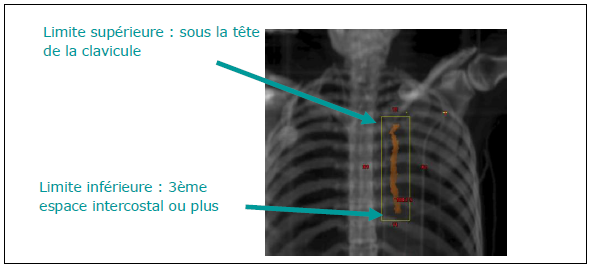 Limite supérieure : sous la tête
de la clavicule
Limite inférieure : 3ème
espace intercostal ou plus